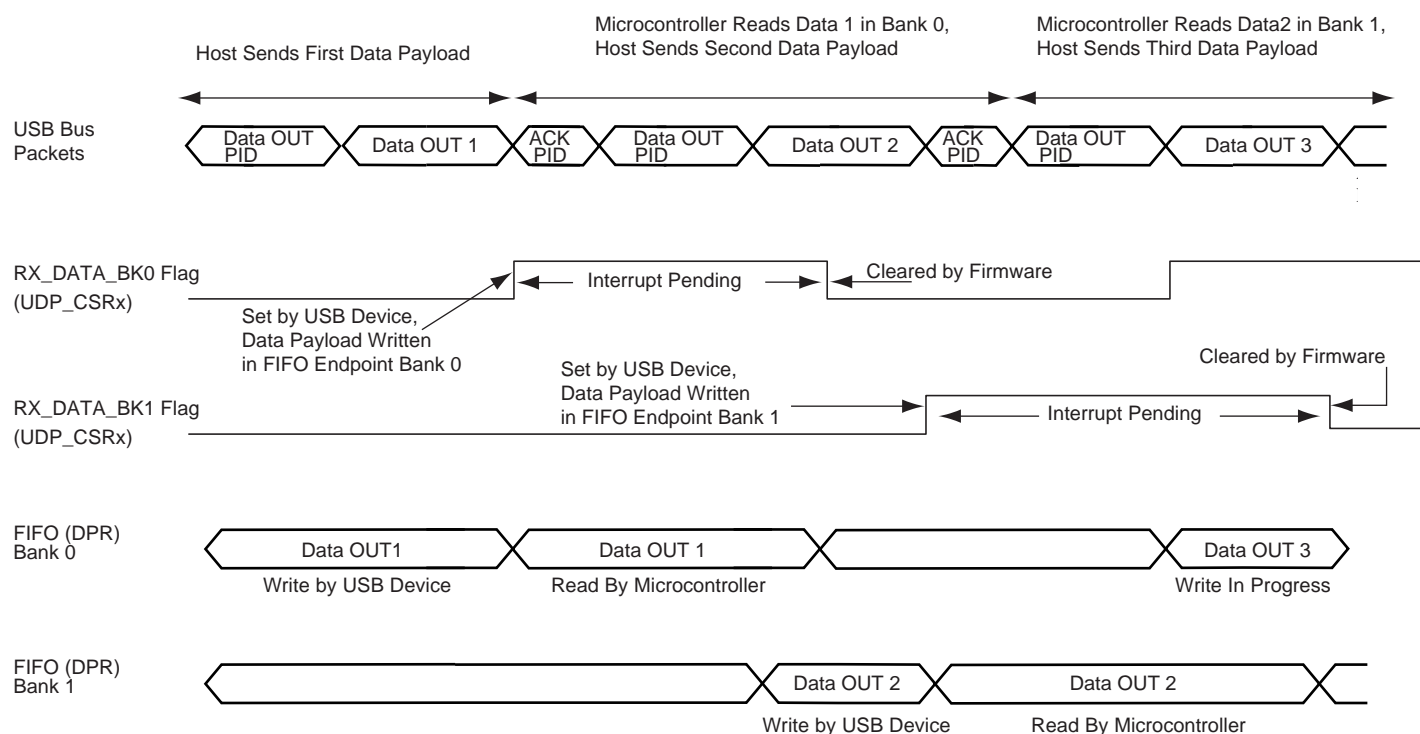 Host Sends First Data Payload
Microcontroller Reads Data 1 in Bank 0,
Host Sends Second Data Payload
Microcontroller Reads Data2 in Bank 1,
Host Sends Third Data Payload
USB Bus
Packets
Data OUT
PID
Data OUT 1
ACK
PID
Data OUT
PID
Data OUT 2
ACK
PID
Data OUT
PID
Data OUT 3
RX_DATA_BK0 Flag
(UDP_CSRx)
Interrupt Pending
Cleared by Firmware
Set by USB Device,
Data Payload Written
in FIFO Endpoint Bank 0
Cleared by Firmware
Set by USB Device,
Data Payload Written
in FIFO Endpoint Bank 1
RX_DATA_BK1 Flag
(UDP_CSRx)
Interrupt Pending
FIFO (DPR)
Bank 0
Data OUT1
Data OUT 1
Data OUT 3
Write by USB Device
Read By Microcontroller
Write In Progress
FIFO (DPR)
Bank 1
Data OUT 2
Data OUT 2
Write by USB Device
Read By Microcontroller